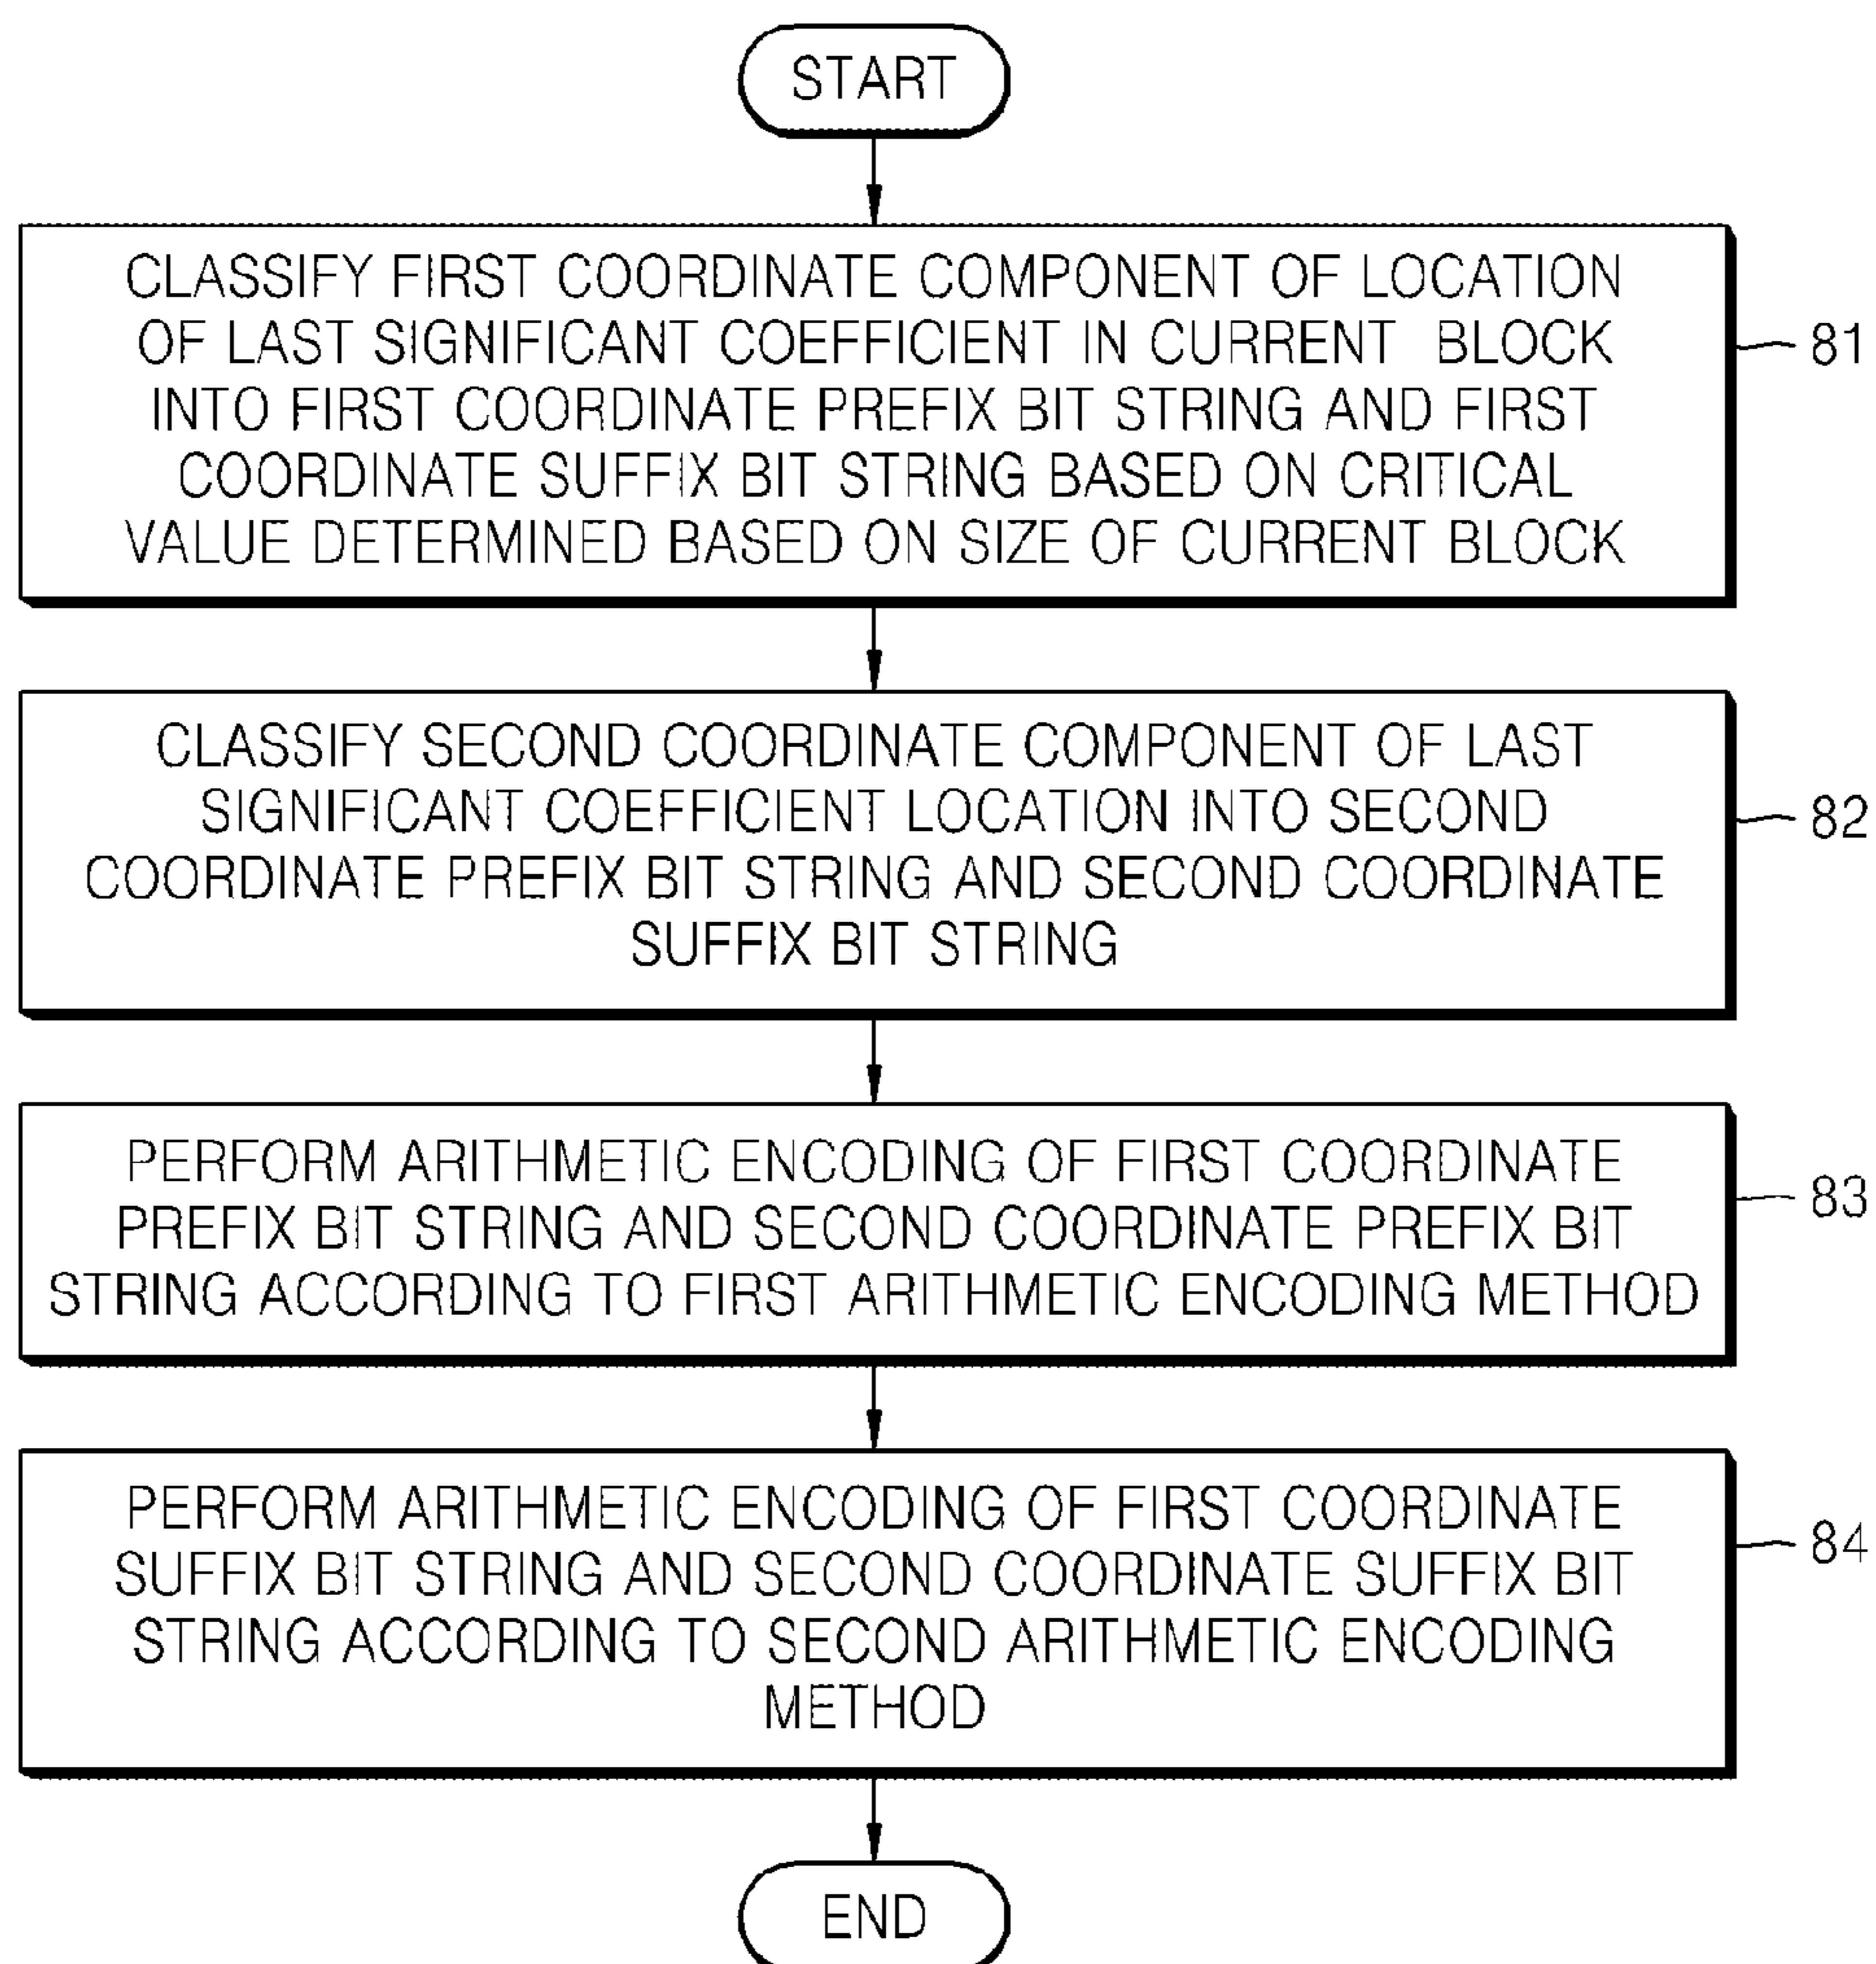 START
CLASSIFY FIRST COORDINATE COMPONENT OF LOCATION
OF LAST SIGNIFICANT COEFFICIENT IN CURRENT BLOCK
INTO FIRST COORDINATE PREFIX BIT STRING AND FIRST
COORDINATE SUFFIX BIT STRING BASED ON CRITICAL
VALUE DETERMINED BASED ON SIZE OF CURRENT BLOCK
81
CLASSIFY SECOND COORDINATE COMPONENT OF LAST
SIGNIFICANT COEFFICIENT LOCATION INTO SECOND
COORDINATE PREFIX BIT STRING AND SECOND COORDINATE
SUFFIX BIT STRING
82
PERFORM ARITHMETIC ENCODING OF FIRST COORDINATE
PREFIX BIT STRING AND SECOND COORDINATE PREFIX BIT
STRING ACCORDING TO FIRST ARITHMETIC ENCODING METHOD
83
PERFORM ARITHMETIC ENCODING OF FIRST COORDINATE
SUFFIX BIT STRING AND SECOND COORDINATE SUFFIX BIT
STRING ACCORDING TO SECOND ARITHMETIC ENCODING
METHOD
84
END